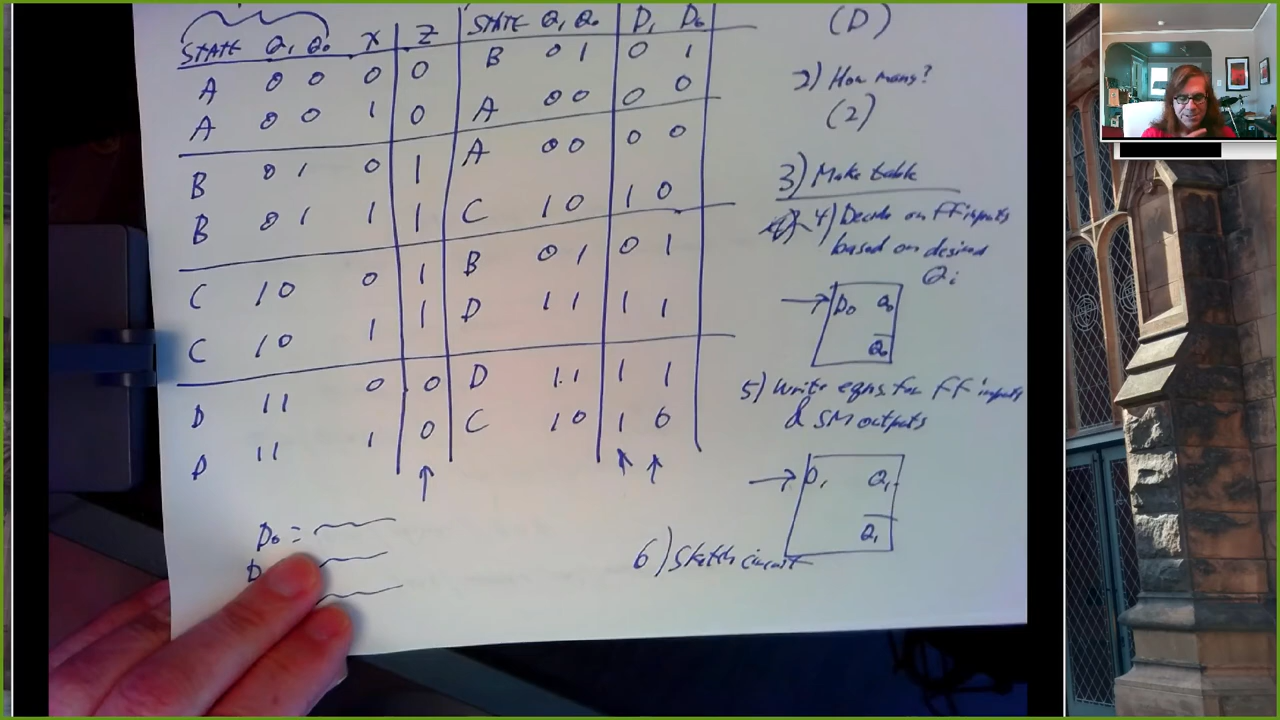 STATE Q₁ Q₀ X Z STATE Q₁ Q₀ D₁ D₀
A 0 0 0 0 B 0 1 0 1
A 0 0 1 0 A 0 0 0 0
B 0 1 0 1 A 0 0 0 0
B 0 1 1 1 C 1 0 1 0
C 1 0 0 1 B 0 1 0 1
C 1 0 1 1 D 1 1 1 1
D 1 1 0 0 D 1 1 1 1
D 1 1 1 0 C 1 0 1 0
D₀ =
D
(D)
2) How many?
(2)
3) Make table
4) Decide on FF inputs
based on desired
Qᵢ
D₀ Q₀
Q̅₀
5) Write eqns. for FF inputs
& SM outputs
D₁ Q₁
Q̅₁
6) Sketch circuit